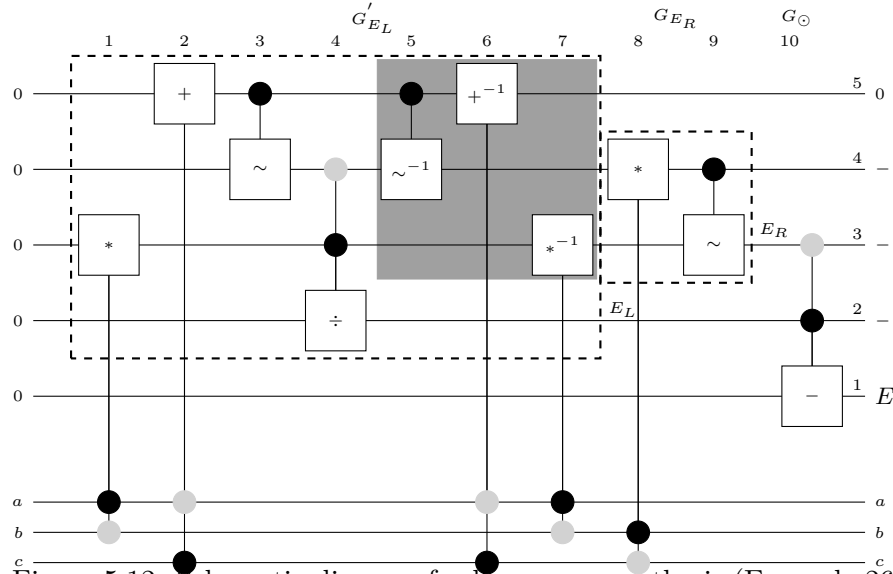 G'_{E_L} G_{E_R} G_⊙
1 2 3 4 5 6 7 8 9 10
0 + +^{-1} 5 0
0 ~ ~^{-1} * 4 −
0 * *^{-1} ~ E_R 3 −
0 ÷ E_L 2 −
0 − 1 E
a a
b b
c c